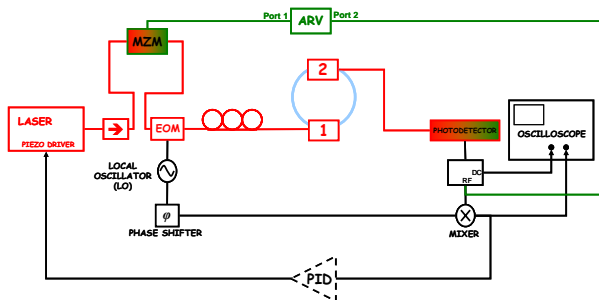 Port 1
ARV
Port 2
MZM
2
LASER
PIEZO DRIVER
EOM
1
PHOTODETECTOR
OSCILLOSCOPE
LOCAL
OSCILLATOR
(LO)
DC
RF
φ
PHASE SHIFTER
MIXER
PID